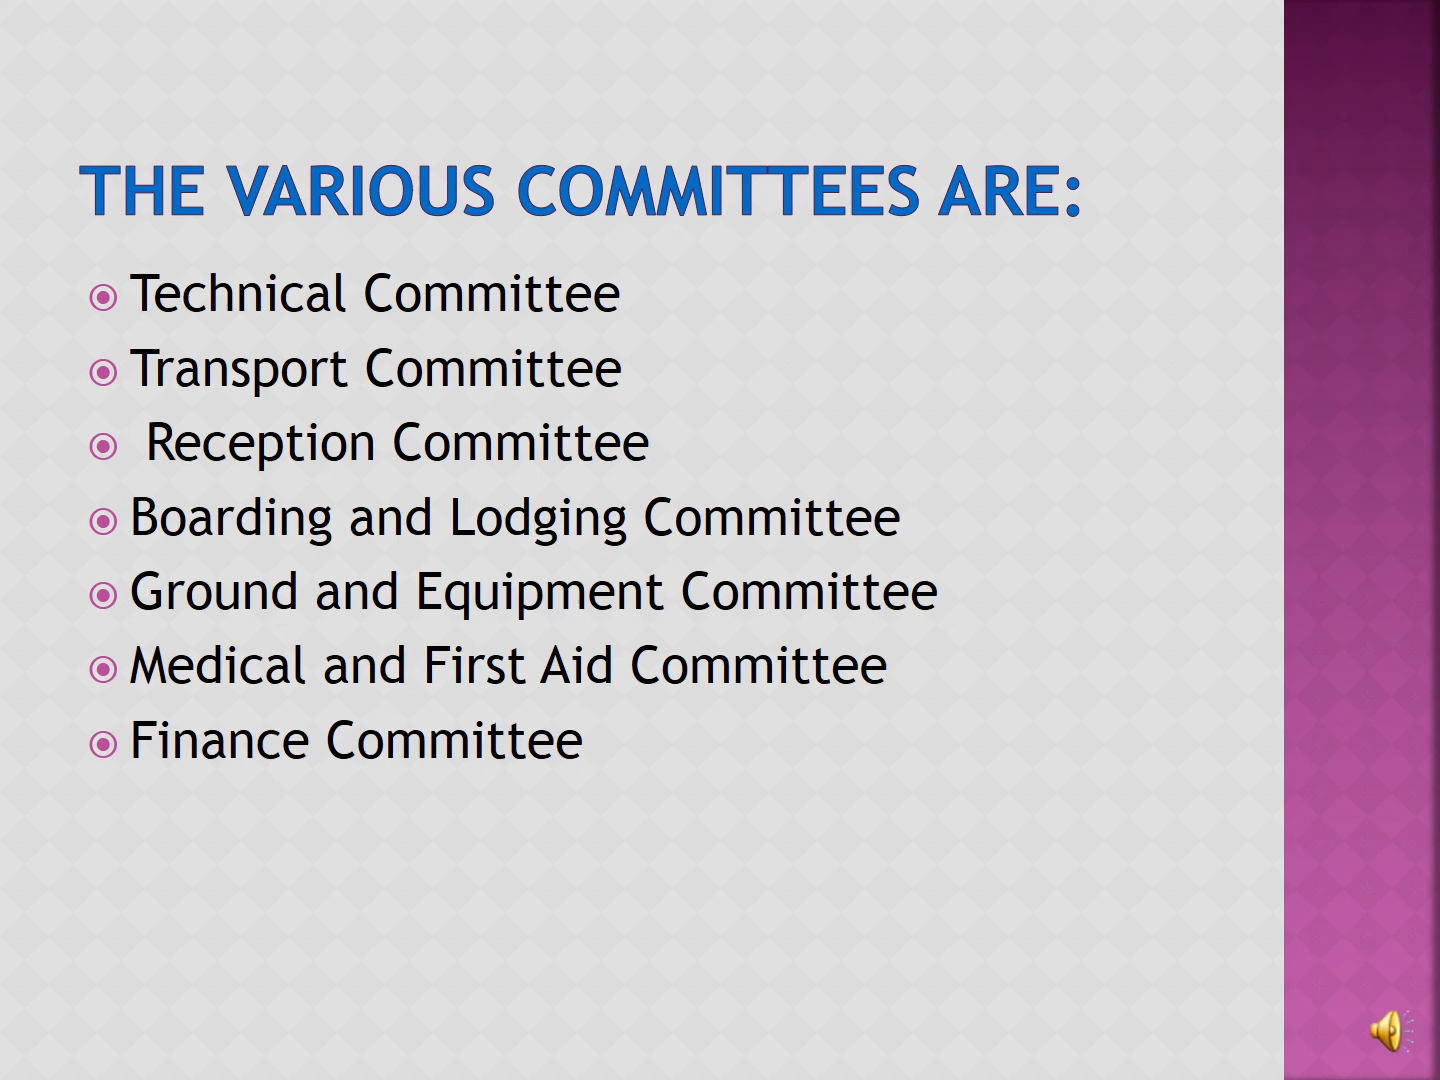 THE VARIOUS COMMITTEES ARE:
Technical Committee
Transport Committee
Reception Committee
Boarding and Lodging Committee
Ground and Equipment Committee
Medical and First Aid Committee
Finance Committee